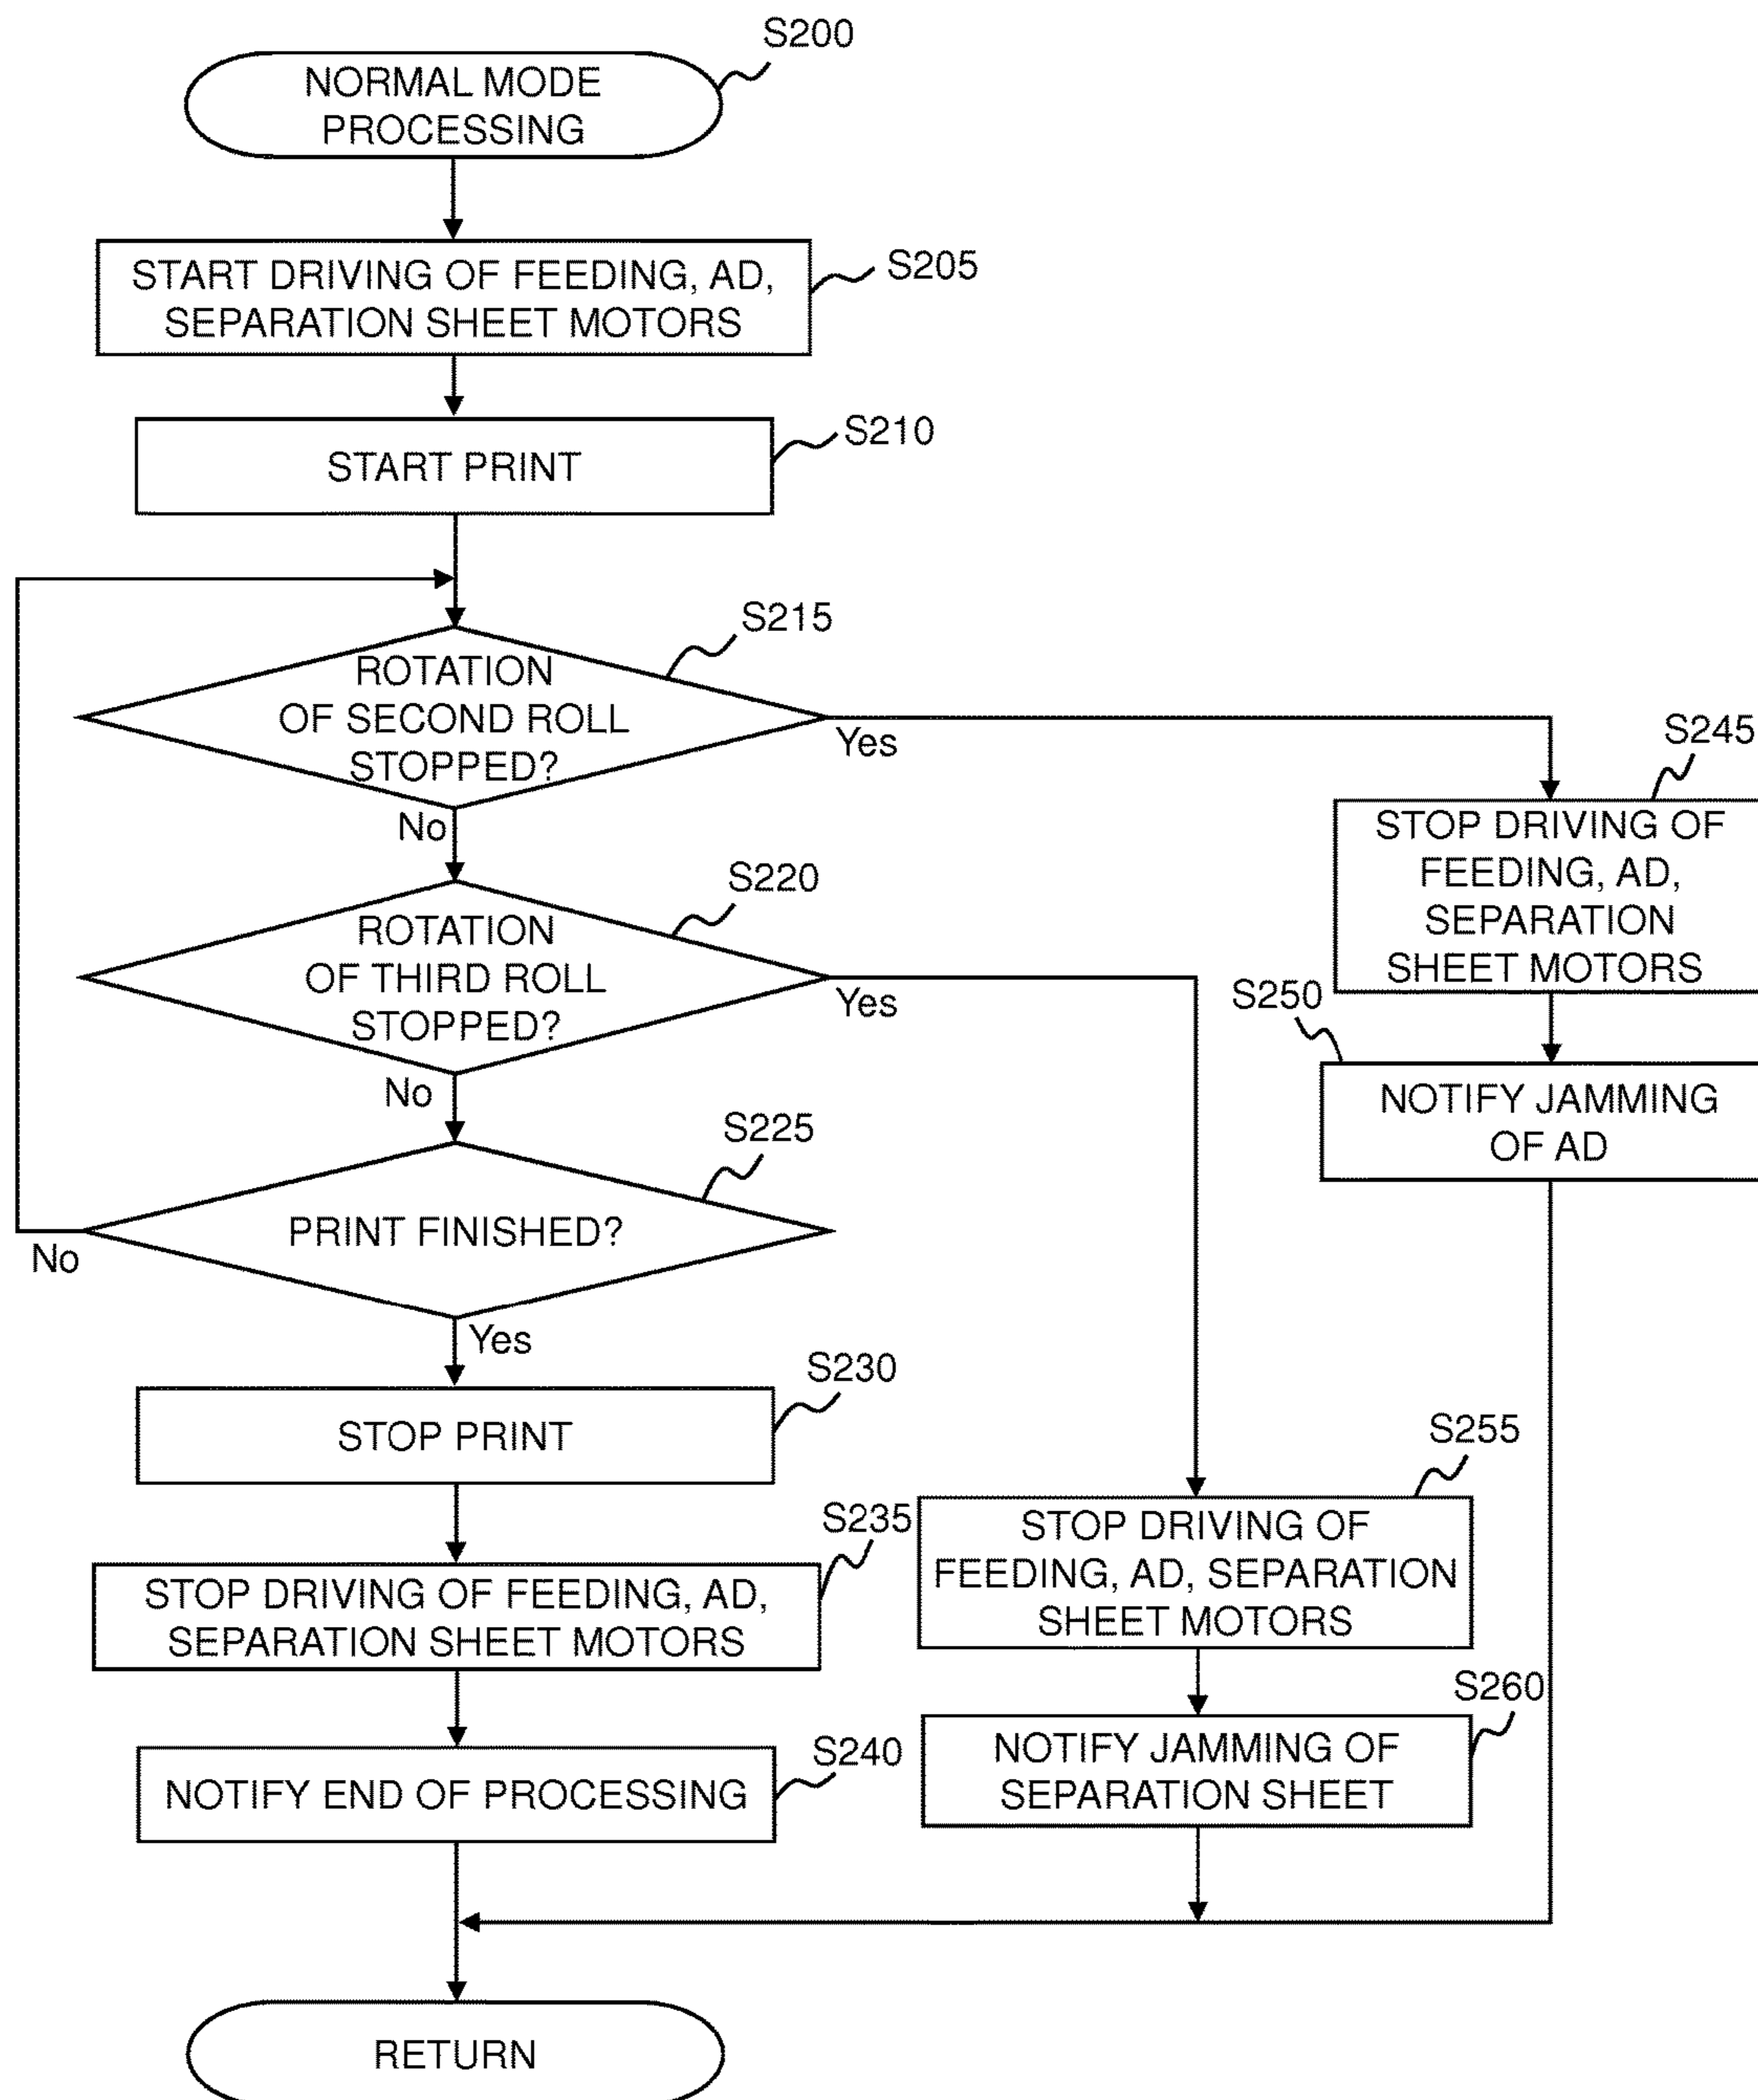 S200
NORMAL MODE
PROCESSING
START DRIVING OF FEEDING, AD,
SEPARATION SHEET MOTORS
S205
START PRINT
S210
S215
ROTATION
OF SECOND ROLL
STOPPED?
Yes
No
S245
STOP DRIVING OF
FEEDING, AD,
SEPARATION
SHEET MOTORS
S220
ROTATION
OF THIRD ROLL
STOPPED?
Yes
No
S250
NOTIFY JAMMING
OF AD
S225
PRINT FINISHED?
No
Yes
S230
STOP PRINT
S235
STOP DRIVING OF FEEDING, AD,
SEPARATION SHEET MOTORS
S255
STOP DRIVING OF
FEEDING, AD, SEPARATION
SHEET MOTORS
S240
NOTIFY END OF PROCESSING
S260
NOTIFY JAMMING OF
SEPARATION SHEET
RETURN